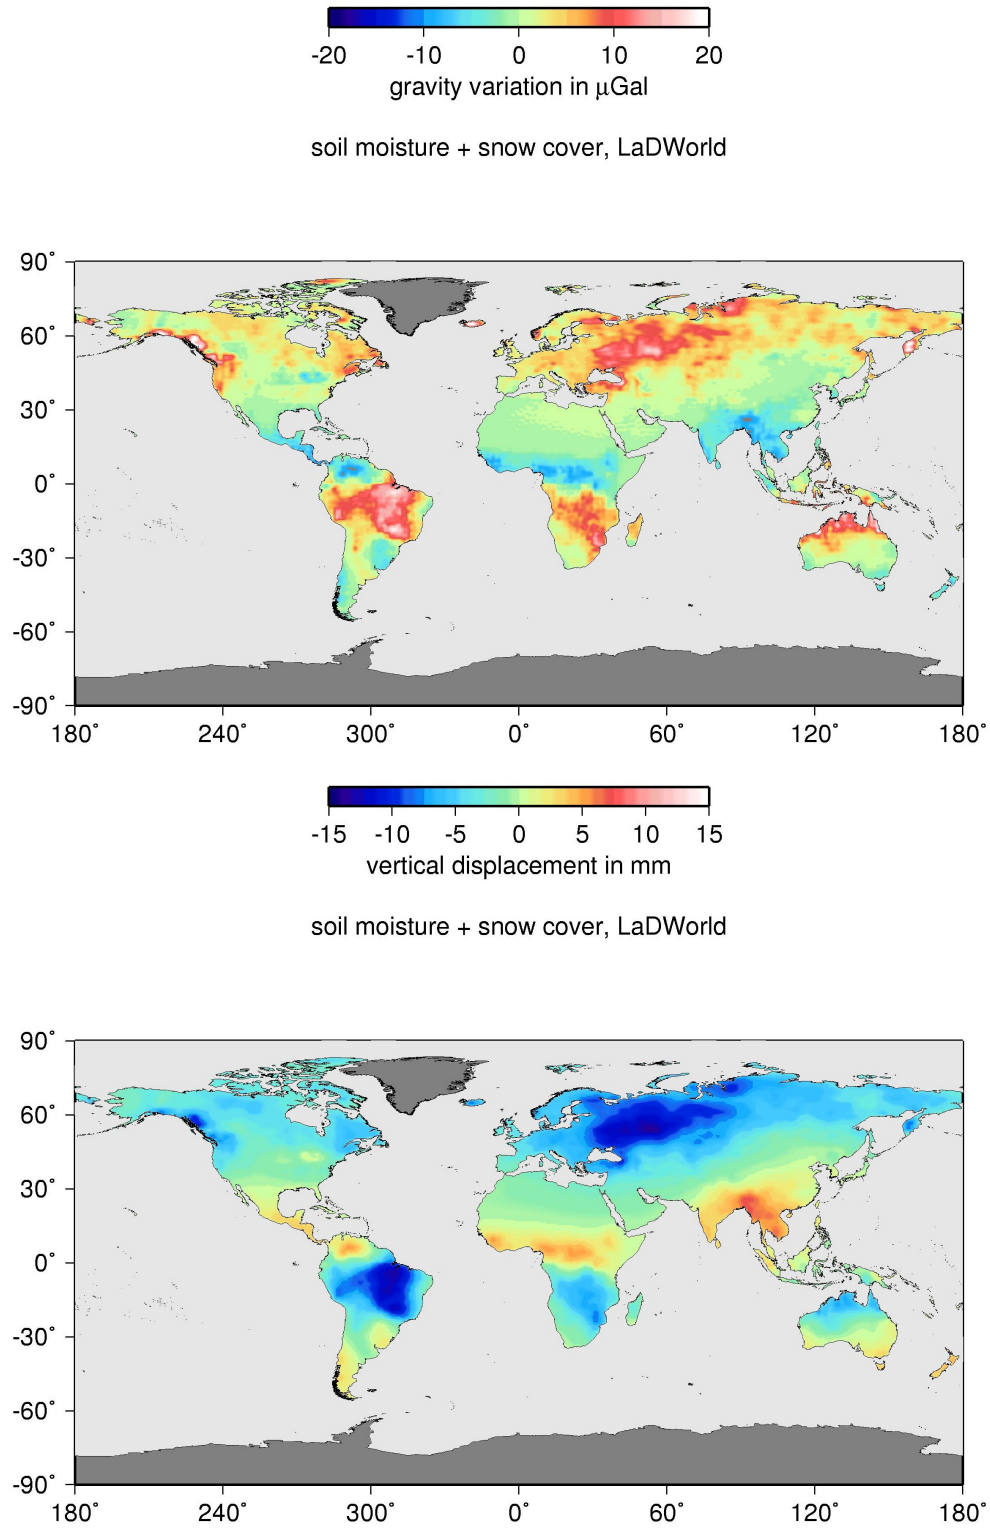 -20 -10 0 10 20
gravity variation in μGal
soil moisture + snow cover, LaDWorld
90˚
60˚
30˚
0˚
-30˚
-60˚
-90˚
180˚ 240˚ 300˚ 0˚ 60˚ 120˚ 180˚
-15 -10 -5 0 5 10 15
vertical displacement in mm
soil moisture + snow cover, LaDWorld
90˚
60˚
30˚
0˚
-30˚
-60˚
-90˚
180˚ 240˚ 300˚ 0˚ 60˚ 120˚ 180˚